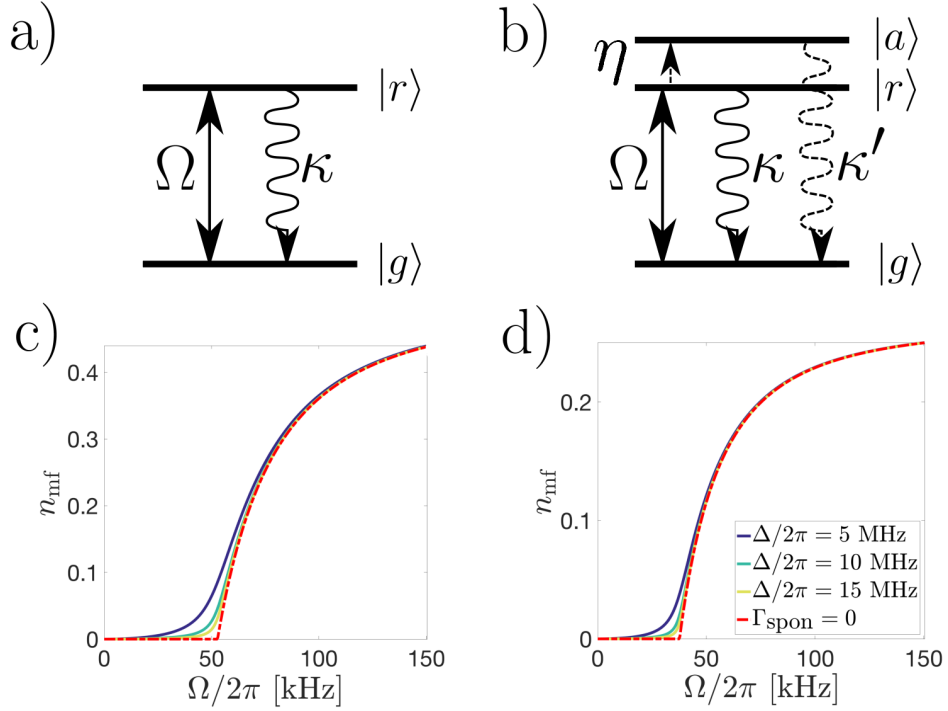 a)
|r⟩
Ω
κ
|g⟩
b)
η
|a⟩
|r⟩
Ω
κ
κ′
|g⟩
c)
n_mf
0.4
0.3
0.2
0.1
0
0
50
100
150
Ω/2π [kHz]
d)
n_mf
0.2
0.1
0
0
50
100
150
Ω/2π [kHz]
Δ/2π = 5 MHz
Δ/2π = 10 MHz
Δ/2π = 15 MHz
Γ_spon = 0